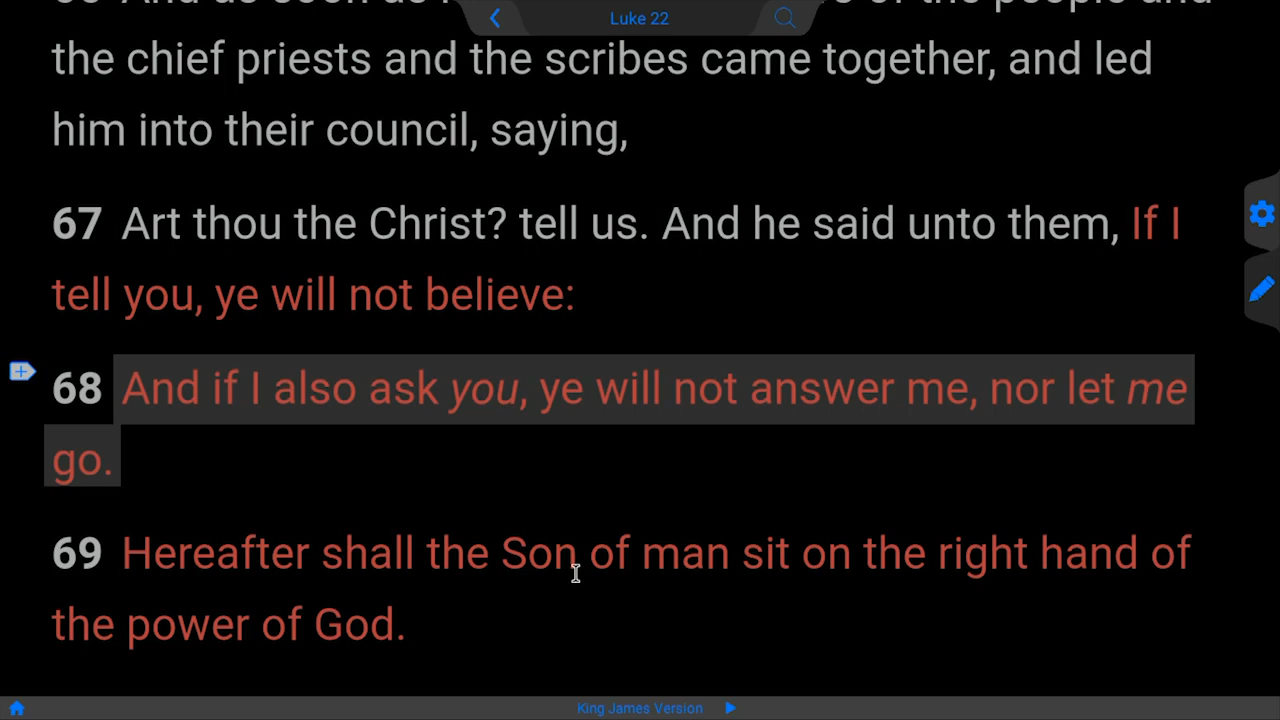 Luke 22
the chief priests and the scribes came together, and led
him into their council, saying,
67 Art thou the Christ? tell us. And he said unto them, If I
tell you, ye will not believe:
68 And if I also ask you, ye will not answer me, nor let me
go.
69 Hereafter shall the Son of man sit on the right hand of
the power of God.
King James Version